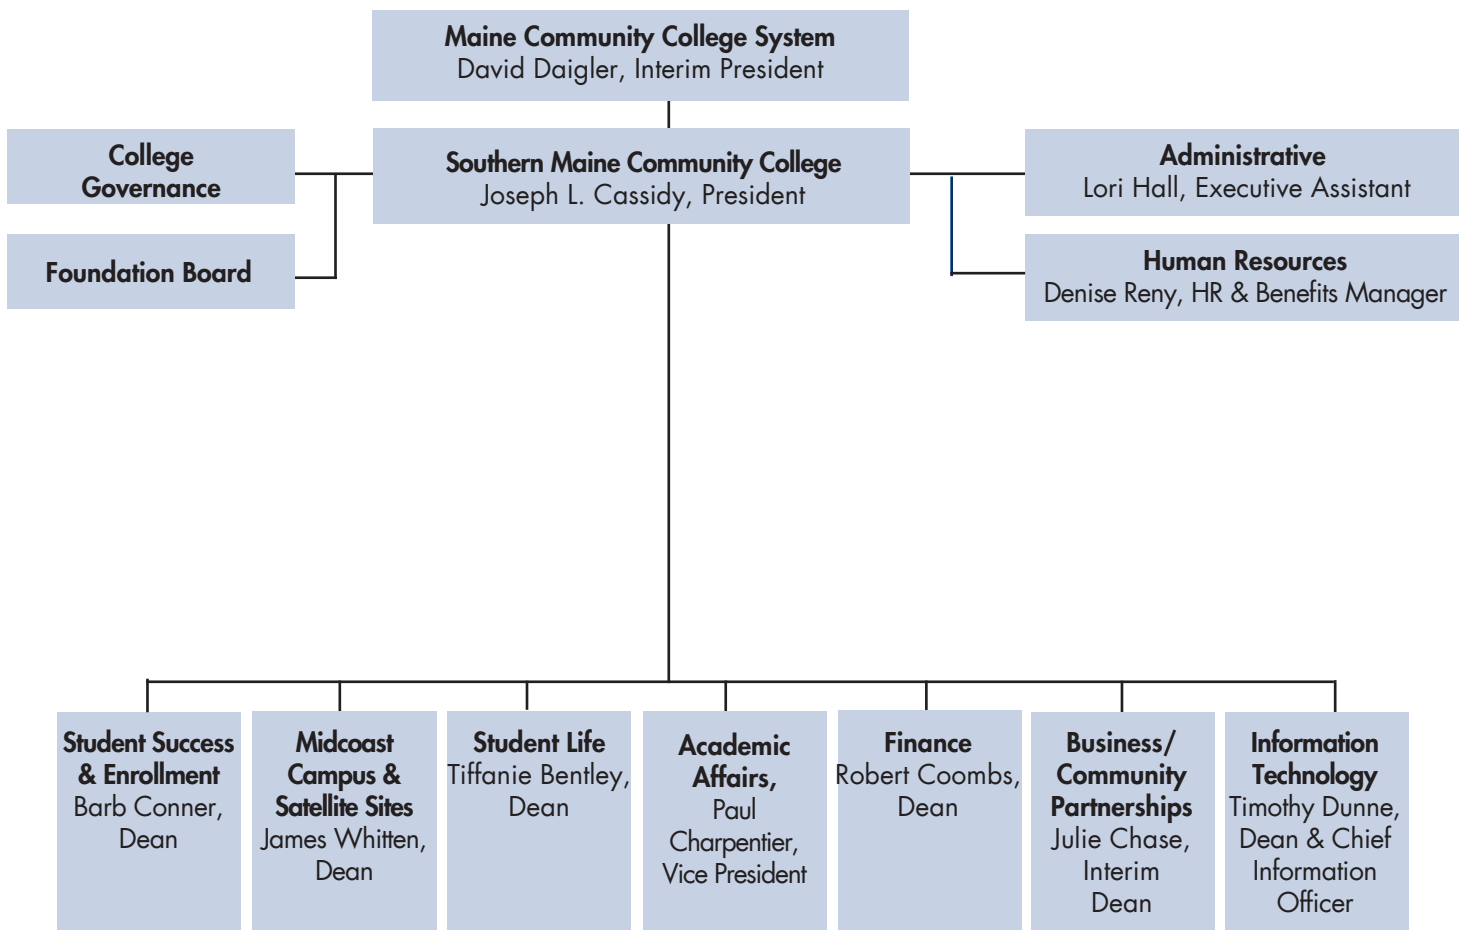 Maine Community College System
David Daigler, Interim President
College
Governance
Southern Maine Community College
Joseph L. Cassidy, President
Administrative
Lori Hall, Executive Assistant
Foundation Board
Human Resources
Denise Reny, HR & Benefits Manager
Student Success
& Enrollment
Barb Conner,
Dean
Midcoast
Campus &
Satellite Sites
James Whitten,
Dean
Student Life
Tiffanie Bentley,
Dean
Academic
Affairs,
Paul
Charpentier,
Vice President
Finance
Robert Coombs,
Dean
Business/
Community
Partnerships
Julie Chase,
Interim
Dean
Information
Technology
Timothy Dunne,
Dean & Chief
Information
Officer